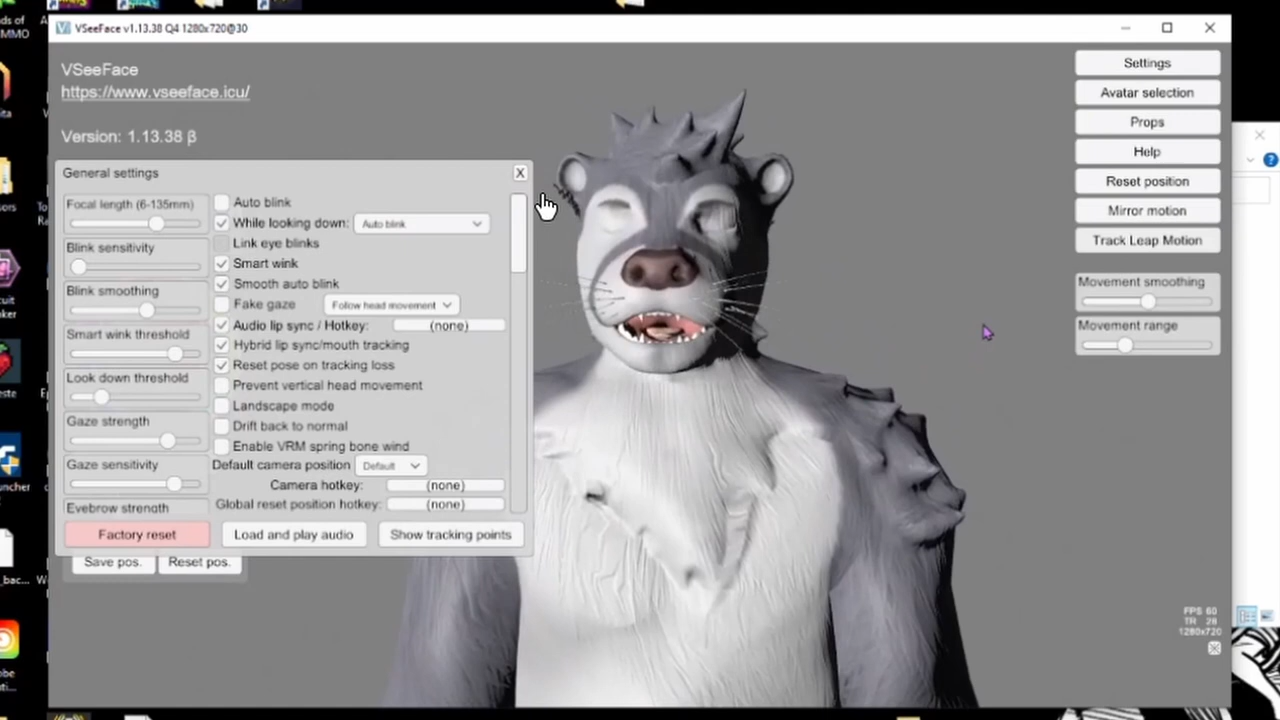 nds of
MMO
VSeeFace v1.13.38 Q4 1280x720@30
VSeeFace
https://www.vseeface.icu/
Version: 1.13.38 β
General settings
X
Focal length (6-135mm)
Blink sensitivity
Blink smoothing
Smart wink threshold
Look down threshold
Gaze strength
Gaze sensitivity
Eyebrow strength
Auto blink
While looking down: Auto blink
Link eye blinks
Smart wink
Smooth auto blink
Fake gaze Follow head movement
Audio lip sync / Hotkey: (none)
Hybrid lip sync/mouth tracking
Reset pose on tracking loss
Prevent vertical head movement
Landscape mode
Drift back to normal
Enable VRM spring bone wind
Default camera position Default
Camera hotkey: (none)
Global reset position hotkey: (none)
Factory reset
Load and play audio
Show tracking points
Save pos.
Reset pos.
Settings
Avatar selection
Props
Help
Reset position
Mirror motion
Track Leap Motion
Movement smoothing
Movement range
FPS 60
TR 28
1280x720